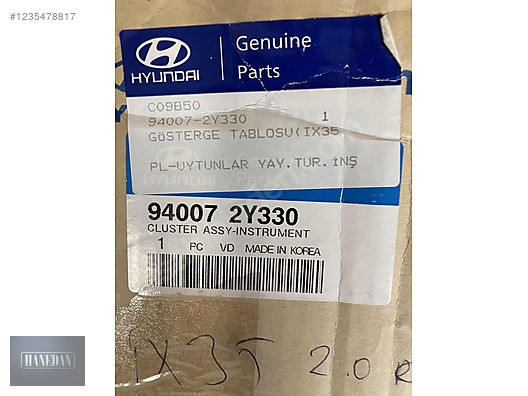 #1235478817
HYUNDAI
Genuine
Parts
C09B50
94007-2Y330 1
GÖSTERGE TABLOSU(IX35
PL-UYTUNLAR YAY.TUR.İNŞ
94007 2Y330
CLUSTER ASSY-INSTRUMENT
1 PC VD MADE IN KOREA
HANEDAN
IX35 2.0